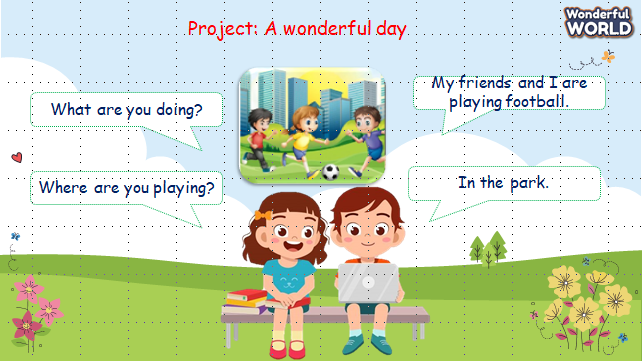 Project: A wonderful day
Wonderful
WORLD
What are you doing?
My friends and I are
playing football.
Where are you playing?
In the park.